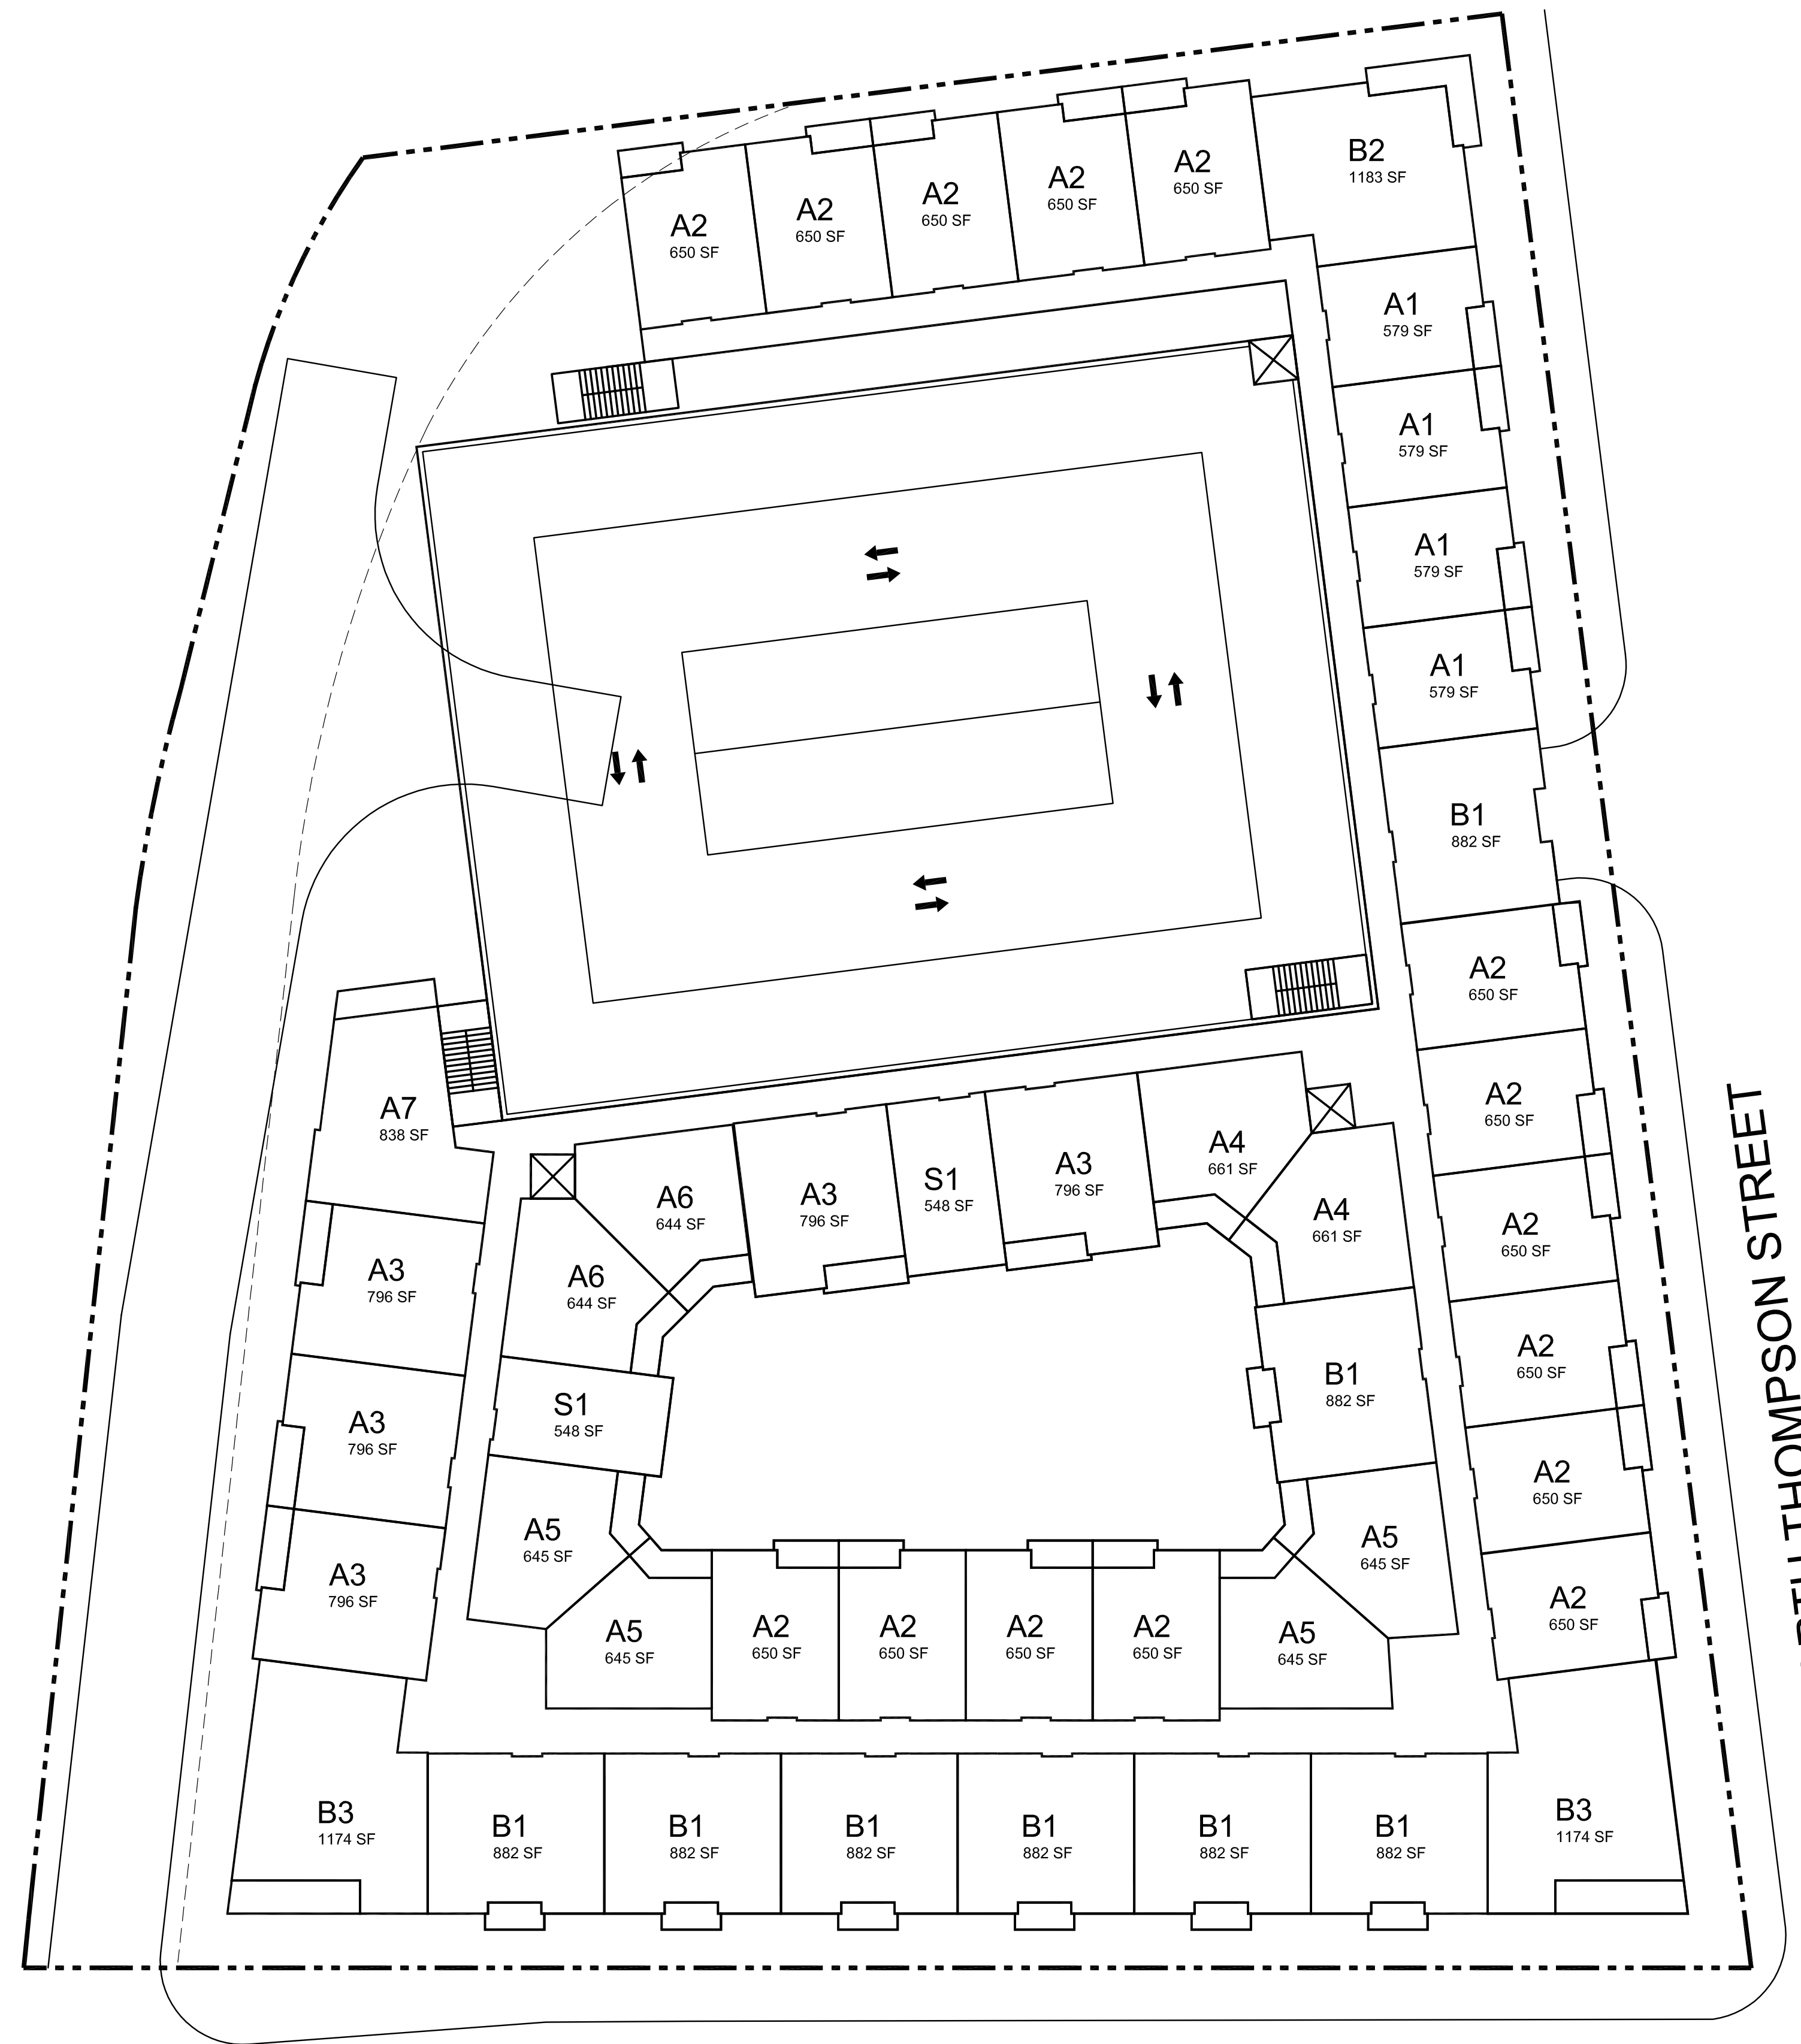 A2
650 SF
A2
650 SF
A2
650 SF
A2
650 SF
A2
650 SF
B2
1183 SF
A1
579 SF
A1
579 SF
A1
579 SF
A1
579 SF
B1
882 SF
A2
650 SF
A2
650 SF
A2
650 SF
A2
650 SF
A2
650 SF
A2
650 SF
A7
838 SF
A3
796 SF
A3
796 SF
A3
796 SF
A6
644 SF
A6
644 SF
A3
796 SF
S1
548 SF
A3
796 SF
A4
661 SF
A4
661 SF
S1
548 SF
B1
882 SF
A5
645 SF
A5
645 SF
A2
650 SF
A2
650 SF
A2
650 SF
A2
650 SF
A5
645 SF
A5
645 SF
B3
1174 SF
B1
882 SF
B1
882 SF
B1
882 SF
B1
882 SF
B1
882 SF
B1
882 SF
B3
1174 SF
THOMPSON STREET